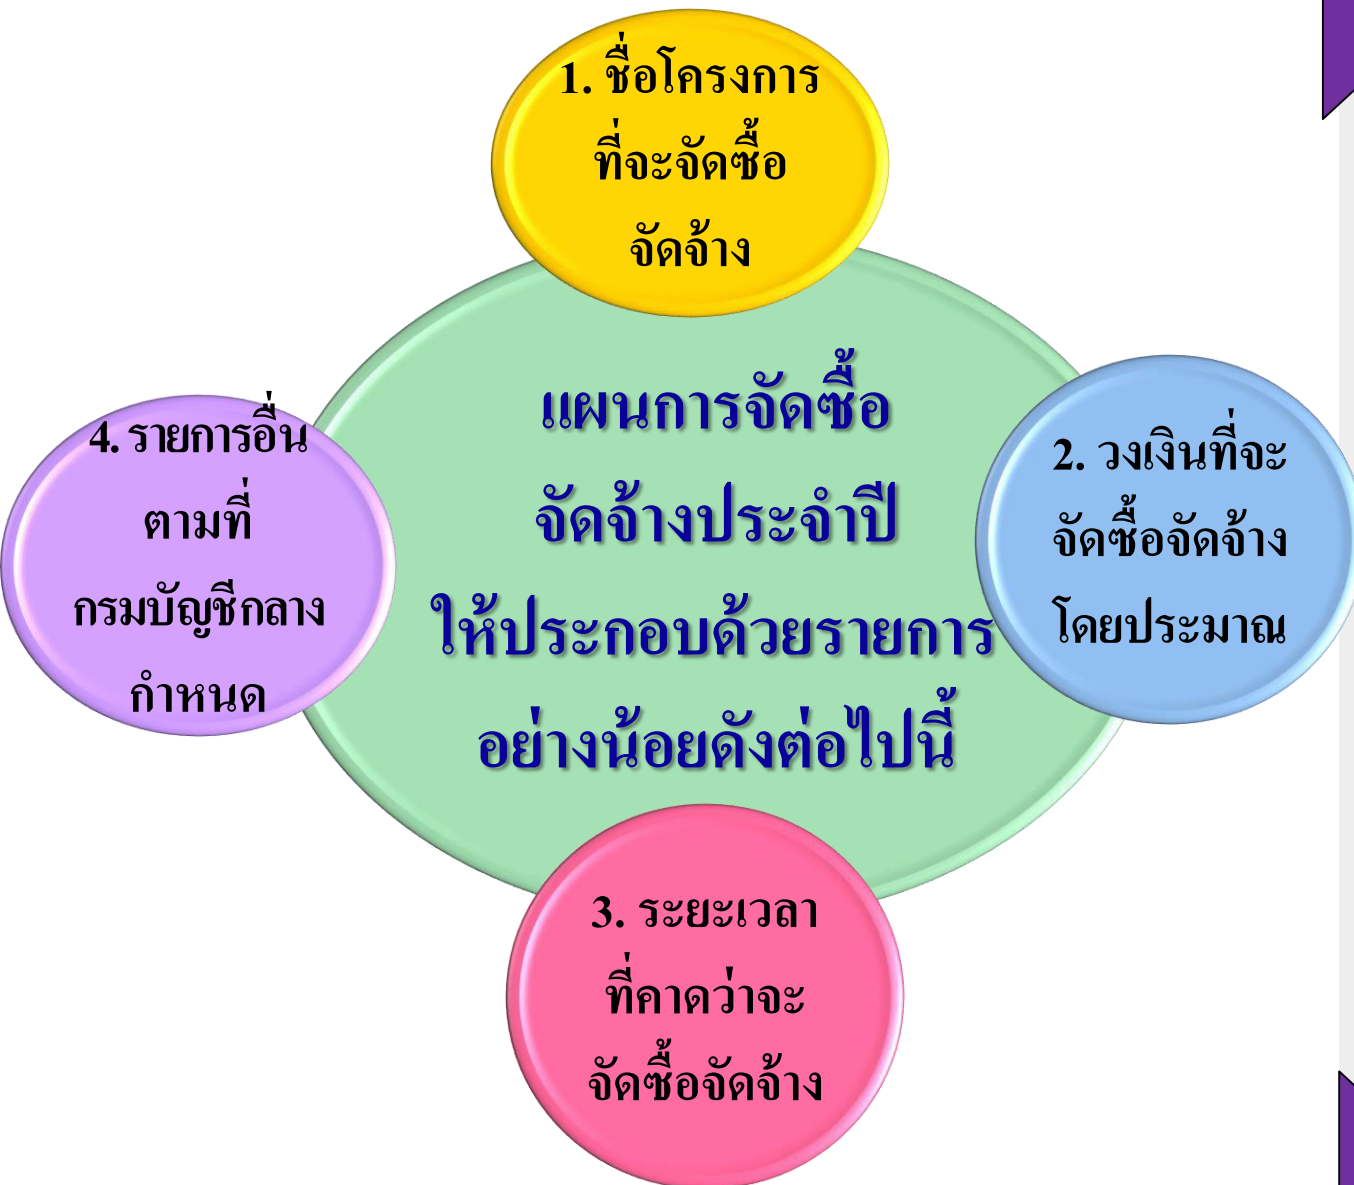 1. ชื่อโครงการ
ที่จะจัดซื้อ
จัดจ้าง
แผนการจัดซื้อ
จัดจ้างประจำปี
ให้ประกอบด้วยรายการ
อย่างน้อยดังต่อไปนี้
2. วงเงินที่จะ
จัดซื้อจัดจ้าง
โดยประมาณ
3. ระยะเวลา
ที่คาดว่าจะ
จัดซื้อจัดจ้าง
4. รายการอื่น
ตามที่
กรมบัญชีกลาง
กำหนด